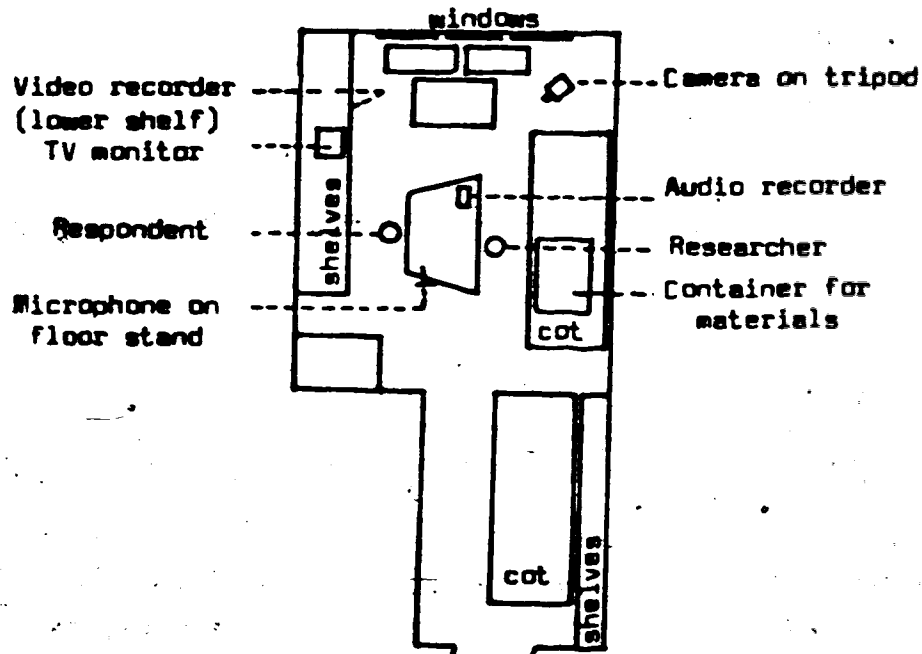 windows
Video recorder
(lower shelf)
TV monitor
Camera on tripod
shelves
Audio recorder
Respondent
Researcher
Microphone on
floor stand
Container for
materials
cot
cot
shelves